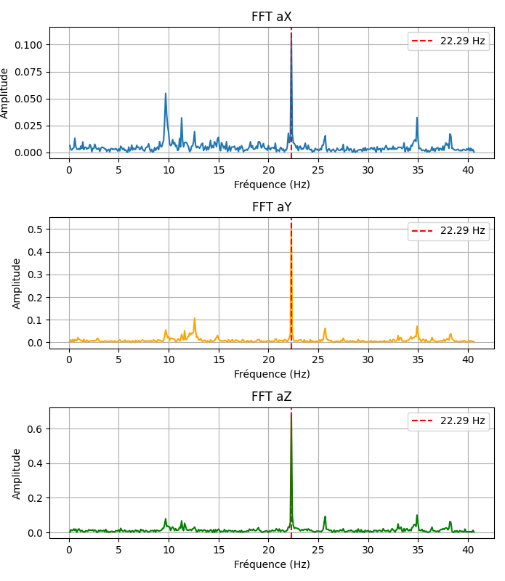 FFT aX
22.29 Hz
Amplitude
0.100
0.075
0.050
0.025
0.000
0 5 10 15 20 25 30 35 40
Fréquence (Hz)
FFT aY
22.29 Hz
Amplitude
0.5
0.4
0.3
0.2
0.1
0.0
0 5 10 15 20 25 30 35 40
Fréquence (Hz)
FFT aZ
22.29 Hz
Amplitude
0.6
0.4
0.2
0.0
0 5 10 15 20 25 30 35 40
Fréquence (Hz)